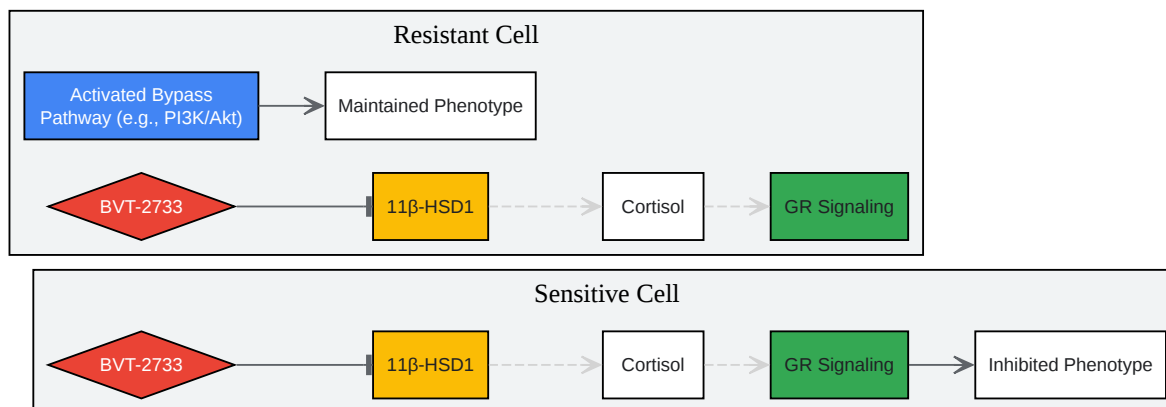 Resistant Cell
Activated Bypass
Pathway (e.g., PI3K/Akt)
Maintained Phenotype
BVT-2733
11β-HSD1
Cortisol
GR Signaling
Sensitive Cell
BVT-2733
11β-HSD1
Cortisol
GR Signaling
Inhibited Phenotype